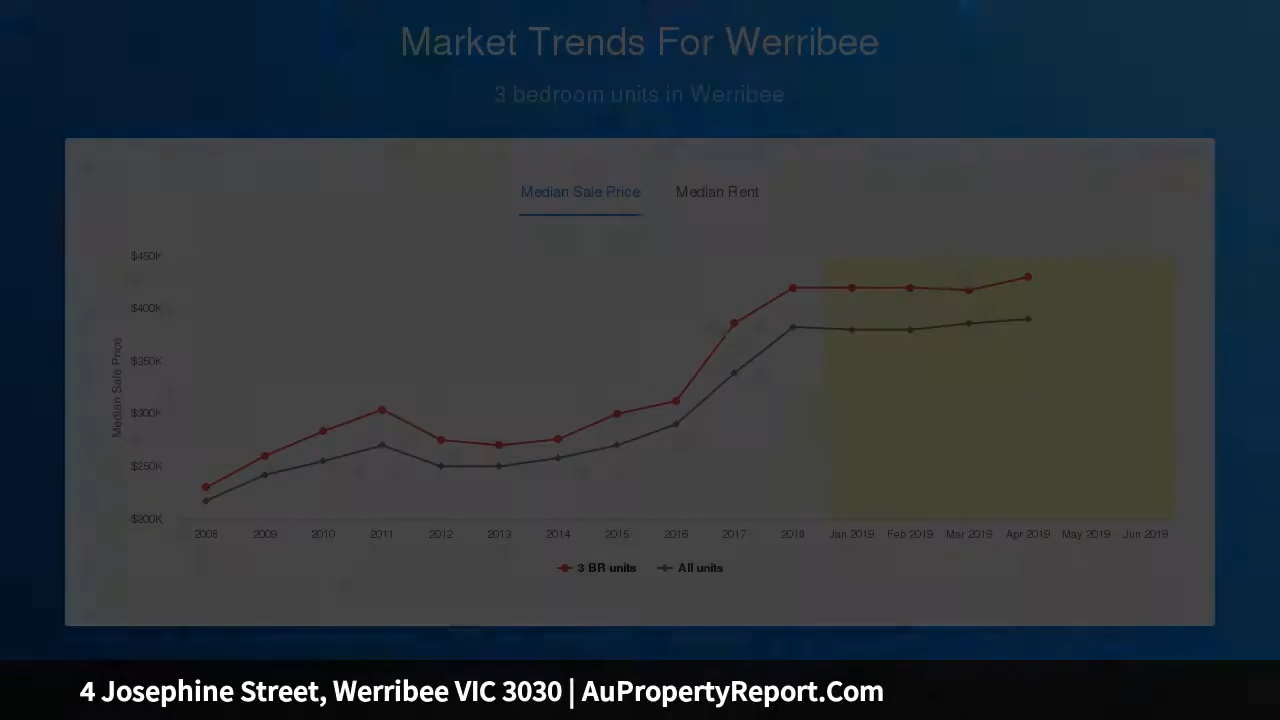 Market Trends For Werribee
3 bedroom units in Werribee
Median Sale Price Median Rent
$450K
$400K
$350K
$300K
$250K
$200K
Median Sale Price
2008 2009 2010 2011 2012 2013 2014 2015 2016 2017 2018 Jan 2019 Feb 2019 Mar 2019 Apr 2019 May 2019 Jun 2019
3 BR units All units
4 Josephine Street, Werribee VIC 3030 | AuPropertyReport.Com